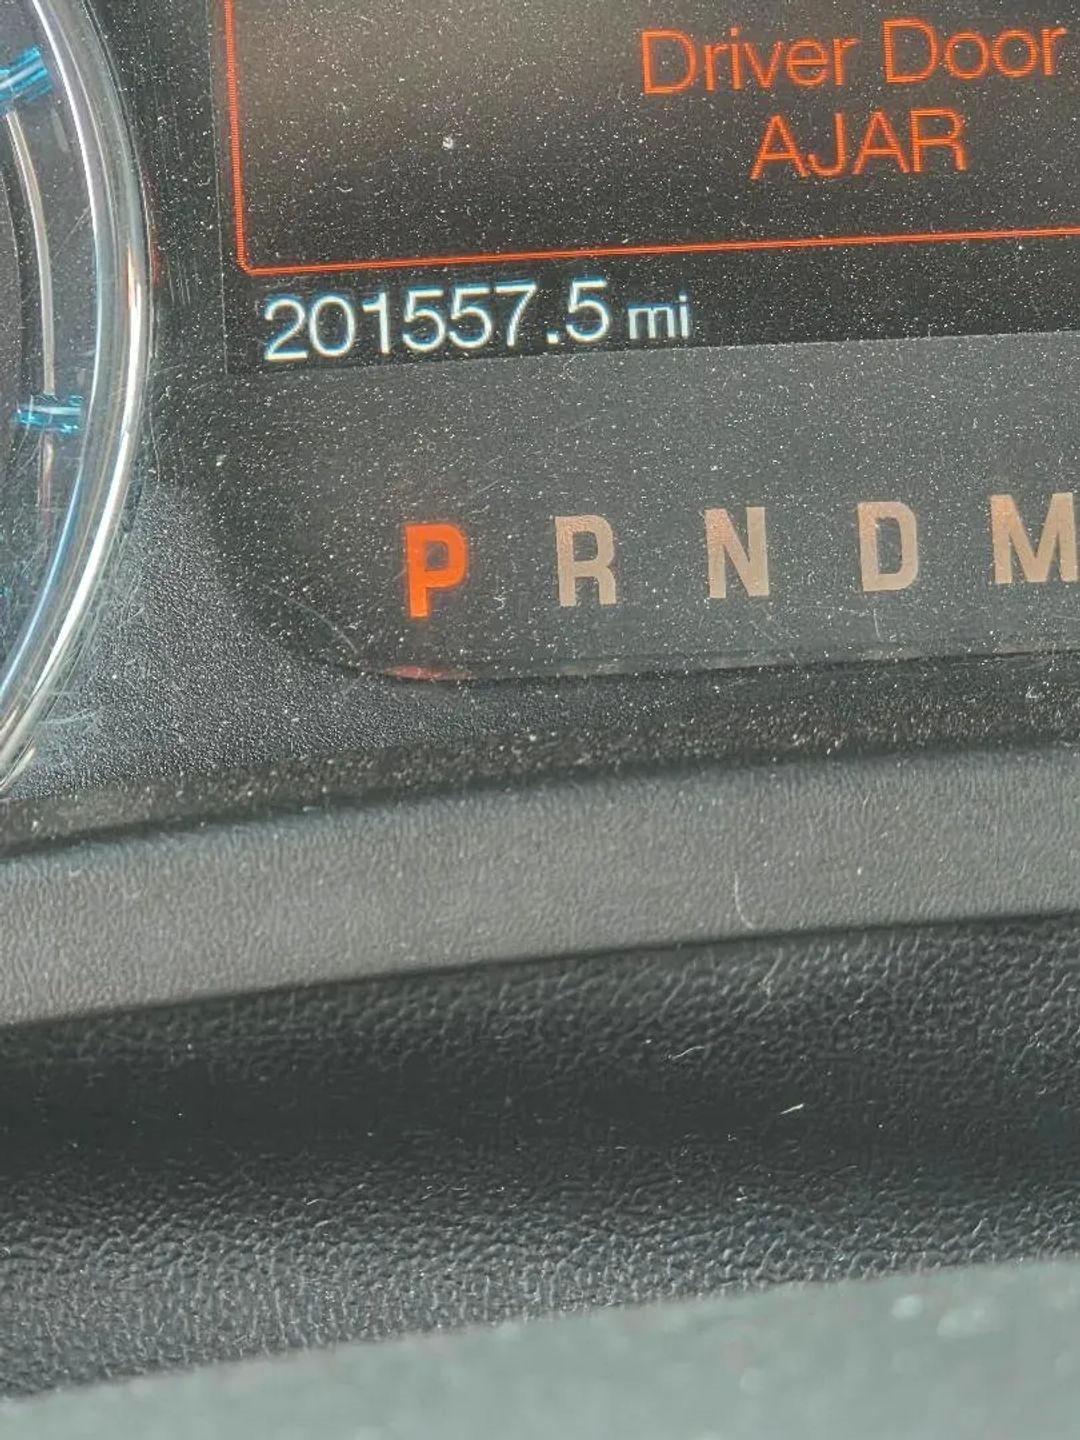 Driver Door
AJAR
201557.5 mi
P R N D M